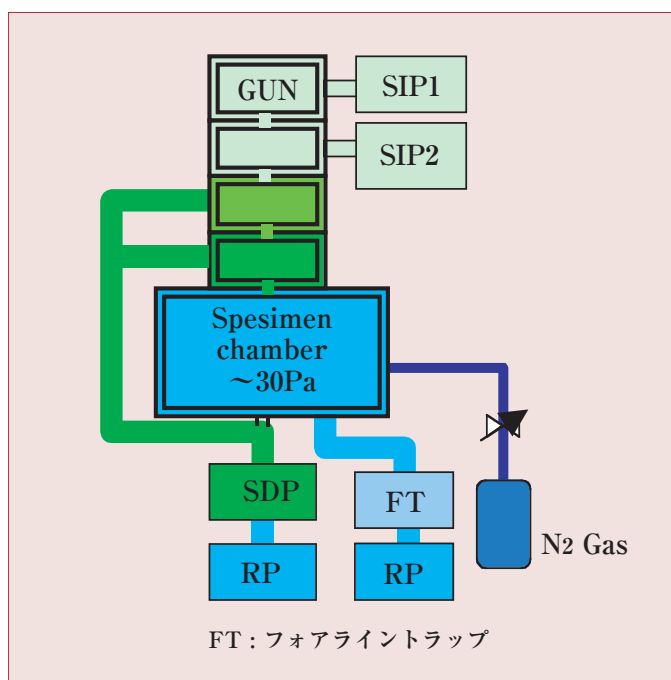 GUN
SIP1
SIP2
Spesimen
chamber
～30Pa
SDP
FT
N2 Gas
RP
RP
FT：フォアライントラップ